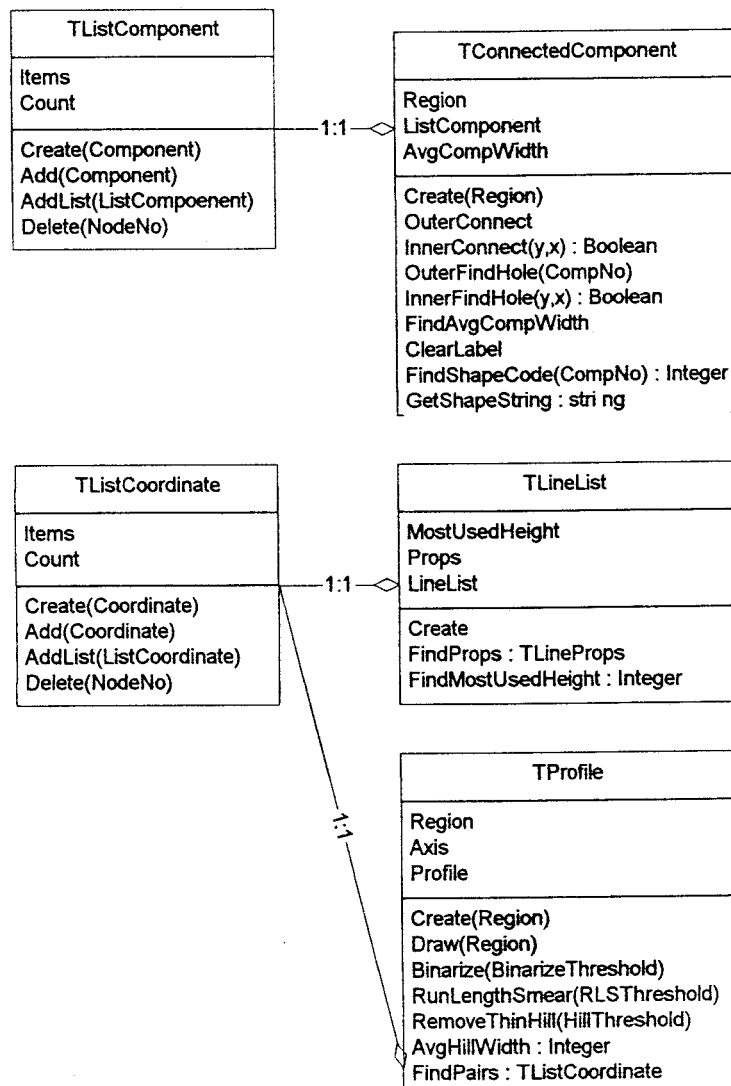 TListComponent
Items
Count
Create(Component)
Add(Component)
AddList(ListCompoenent)
Delete(NodeNo)
1:1
TConnectedComponent
Region
ListComponent
AvgCompWidth
Create(Region)
OuterConnect
InnerConnect(y,x) : Boolean
OuterFindHole(CompNo)
InnerFindHole(y,x) : Boolean
FindAvgCompWidth
ClearLabel
FindShapeCode(CompNo) : Integer
GetShapeString : stri ng
TListCoordinate
Items
Count
Create(Coordinate)
Add(Coordinate)
AddList(ListCoordinate)
Delete(NodeNo)
1:1
TLineList
MostUsedHeight
Props
LineList
Create
FindProps : TLineProps
FindMostUsedHeight : Integer
1:1
TProfile
Region
Axis
Profile
Create(Region)
Draw(Region)
Binarize(BinarizeThreshold)
RunLengthSmear(RLSThreshold)
RemoveThinHill(HillThreshold)
AvgHillWidth : Integer
FindPairs : TListCoordinate